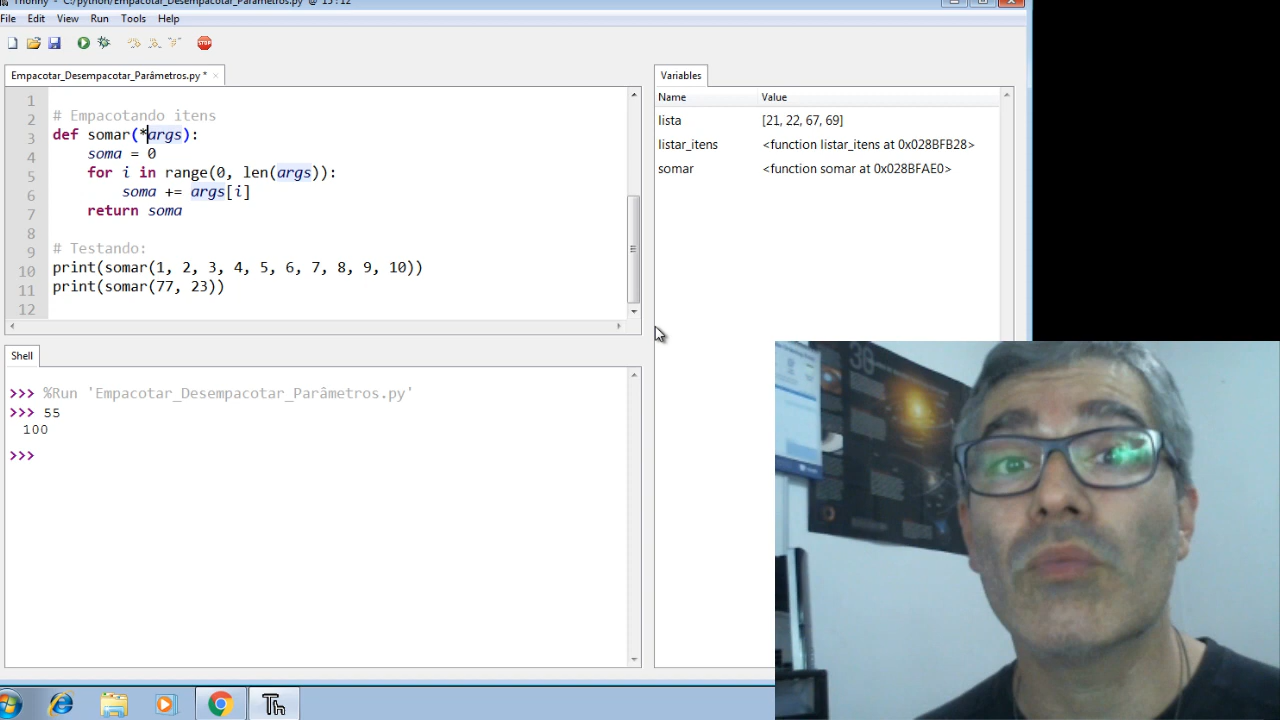 Thonny - C:/python/Empacotar_Desempacotar_Parametros.py @ 15:12
File Edit View Run Tools Help
STOP
Empacotar_Desempacotar_Parâmetros.py *
1
2 # Empacotando itens
3 def somar(*args):
4 soma = 0
5 for i in range(0, len(args)):
6 soma += args[i]
7 return soma
8
9 # Testando:
10 print(somar(1, 2, 3, 4, 5, 6, 7, 8, 9, 10))
11 print(somar(77, 23))
12
Variables
Name Value
lista [21, 22, 67, 69]
listar_itens <function listar_itens at 0x028BFB28>
somar <function somar at 0x028BFAE0>
Shell
>>> %Run 'Empacotar_Desempacotar_Parâmetros.py'
>>> 55
100
>>>
Th